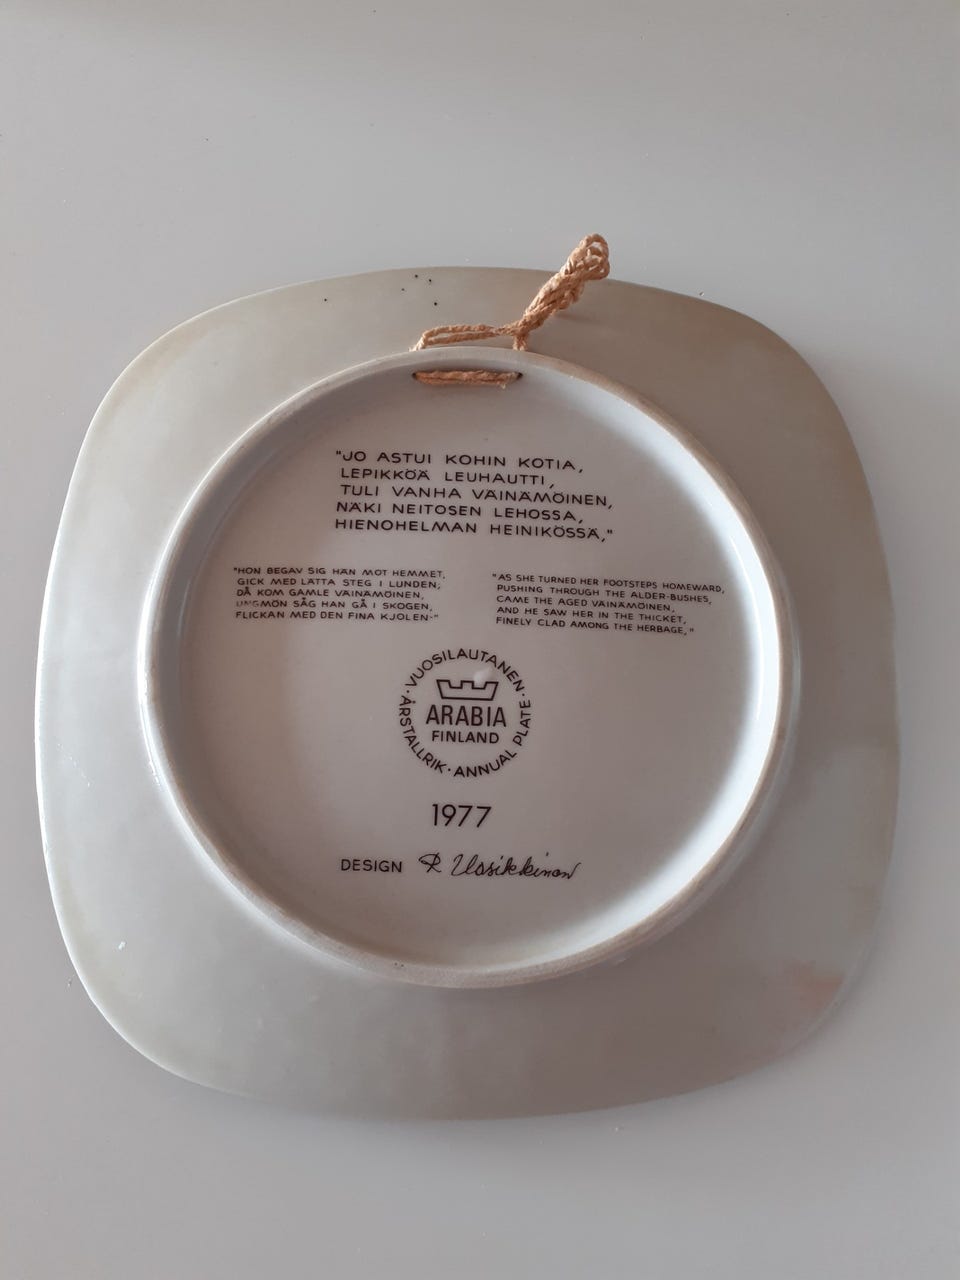 "JO ASTUI KOHIN KOTIA,
LEPIKKÖÄ LEUHAUTTI,
TULI VANHA VÄINÄMÖINEN,
NÄKI NEITOSEN LEHOSSA,
HIENOHELMAN HEINIKÖSSÄ,"
"HON BEGAV SIG HÄN MOT HEMMET,
GICK MED LÄTTA STEG I LUNDEN;
DÅ KOM GAMLE VÄINÄMÖINEN,
UNGMÖN SÅG HAN GÅ I SKOGEN,
FLICKAN MED DEN FINA KJOLEN-"
"AS SHE TURNED HER FOOTSTEPS HOMEWARD,
PUSHING THROUGH THE ALDER-BUSHES,
CAME THE AGED VÄINÄMÖINEN,
AND HE SAW HER IN THE THICKET,
FINELY CLAD AMONG THE HERBAGE,"
·VUOSILAUTANEN·
ÅRSTALLRIK·ANNUAL PLATE
ARABIA
FINLAND
1977
DESIGN R Uosikkinen